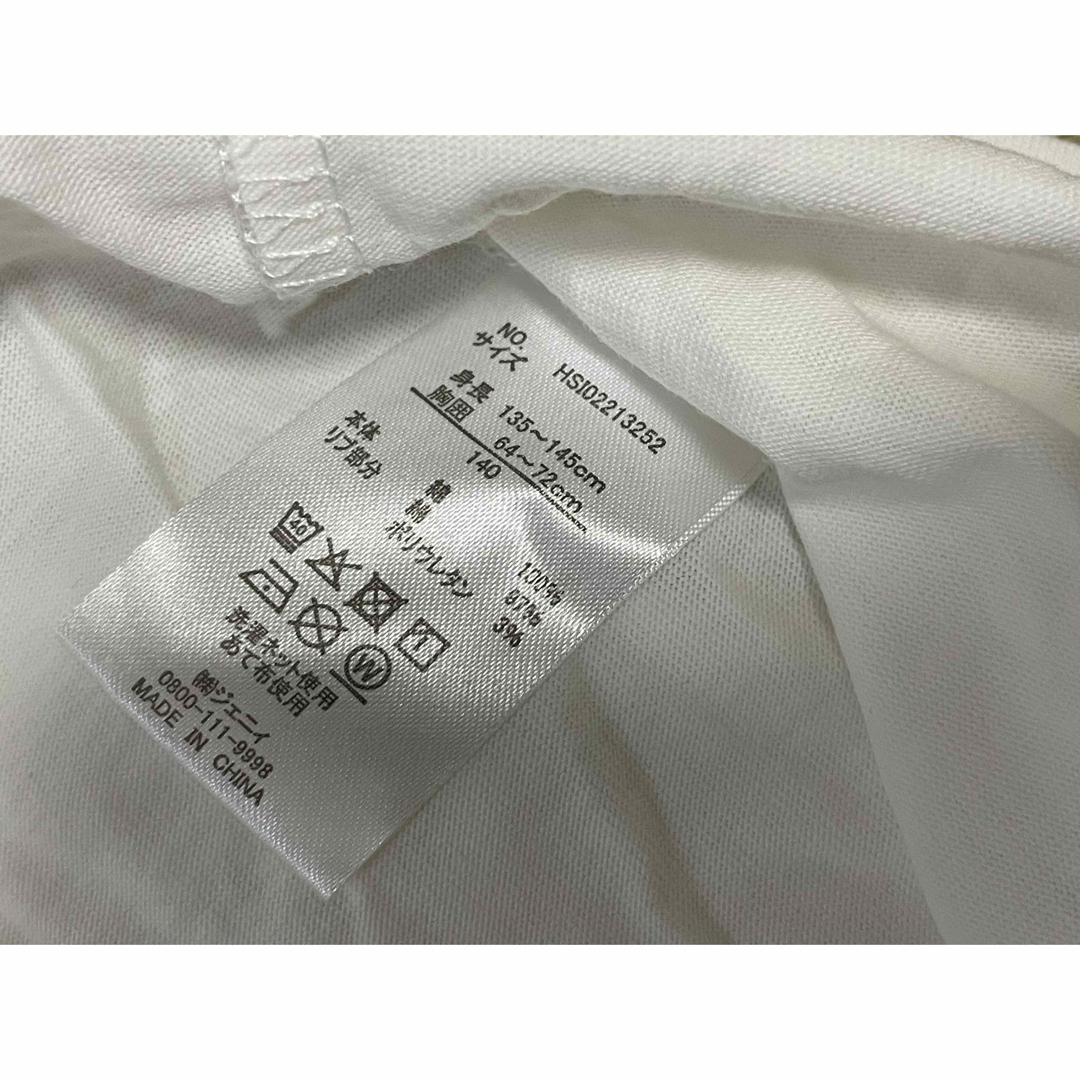 NO. HSI02213252
サイズ
身長 135～145cm
胸囲 64～72cm
140
本体 綿 100%
リブ部分 綿 97%
ポリウレタン 3%
40
W
洗濯ネット使用
あて布使用
㈱ジェニィ
0800-111-9998
MADE IN CHINA